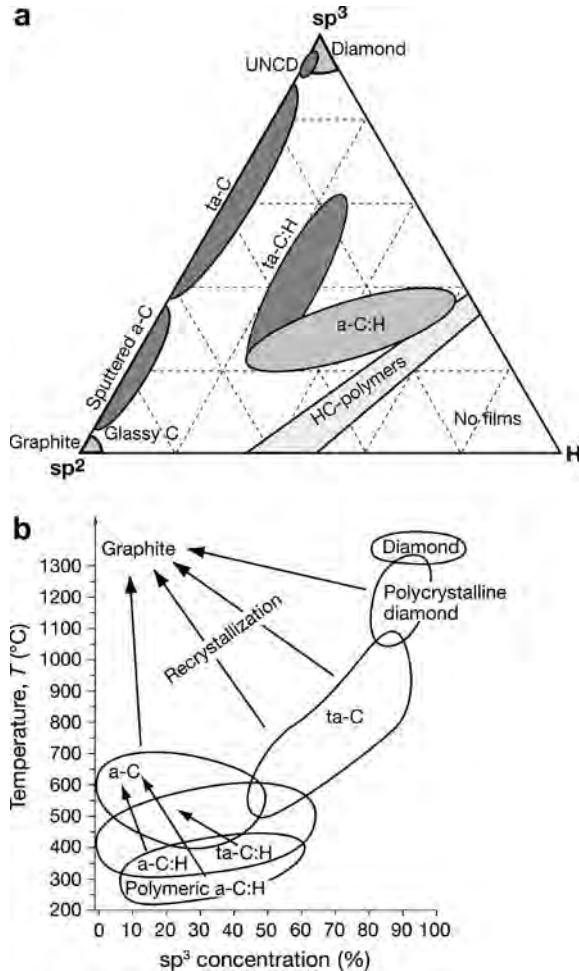 a
sp³
UNCD
Diamond
ta-C
ta-C:H
Sputtered a-C
a-C:H
HC-polymers
No films
Graphite
Glassy C
sp²
H
b
Temperature, T (°C)
1300
1200
1100
1000
900
800
700
600
500
400
300
200
Graphite
Diamond
Polycrystalline
diamond
Recrystallization
ta-C
a-C
a-C:H
ta-C:H
Polymeric a-C:H
0 10 20 30 40 50 60 70 80 90 100
sp³ concentration (%)